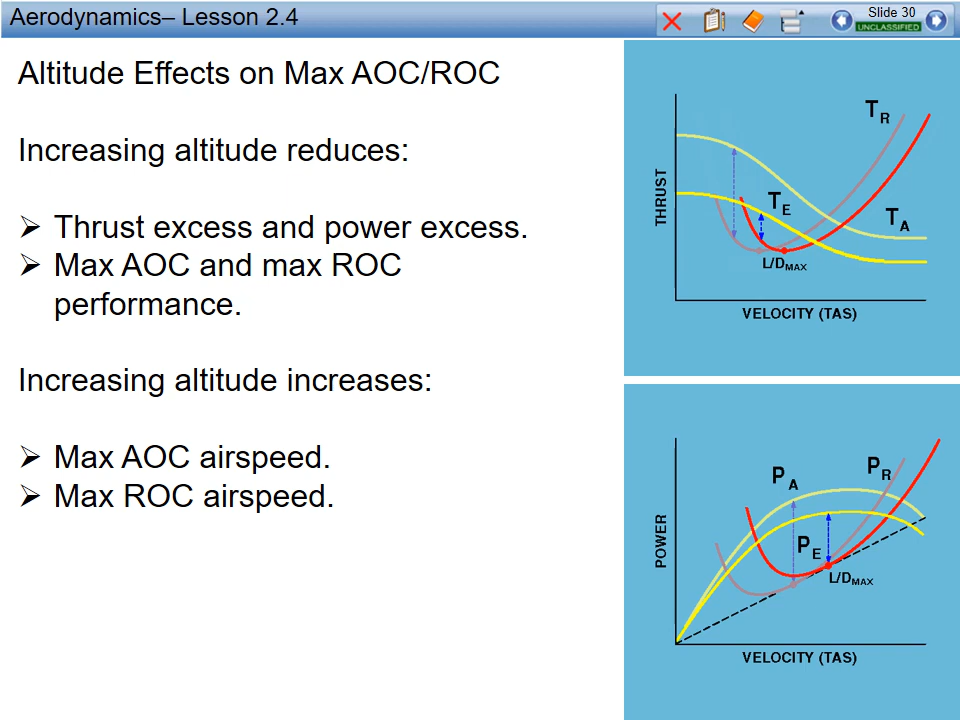 Aerodynamics– Lesson 2.4
Slide 30
UNCLASSIFIED
Altitude Effects on Max AOC/ROC
Increasing altitude reduces:
➢ Thrust excess and power excess.
➢ Max AOC and max ROC
performance.
Increasing altitude increases:
➢ Max AOC airspeed.
➢ Max ROC airspeed.
THRUST
TR
TE
TA
L/DMAX
VELOCITY (TAS)
POWER
PA
PR
PE
L/DMAX
VELOCITY (TAS)